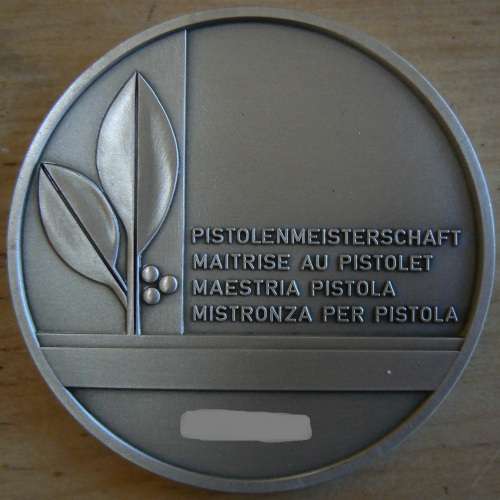 PISTOLENMEISTERSCHAFT
MAITRISE AU PISTOLET
MAESTRIA PISTOLA
MISTRONZA PER PISTOLA